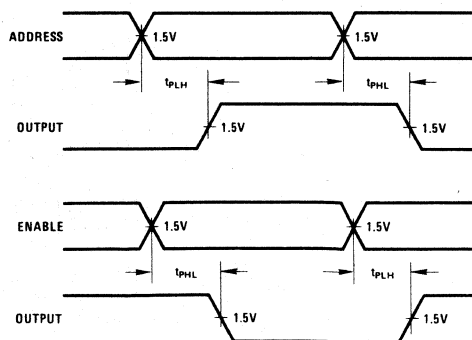 ADDRESS 1.5V 1.5V
tPLH tPHL
OUTPUT 1.5V 1.5V
ENABLE 1.5V 1.5V
tPHL tPLH
OUTPUT 1.5V 1.5V